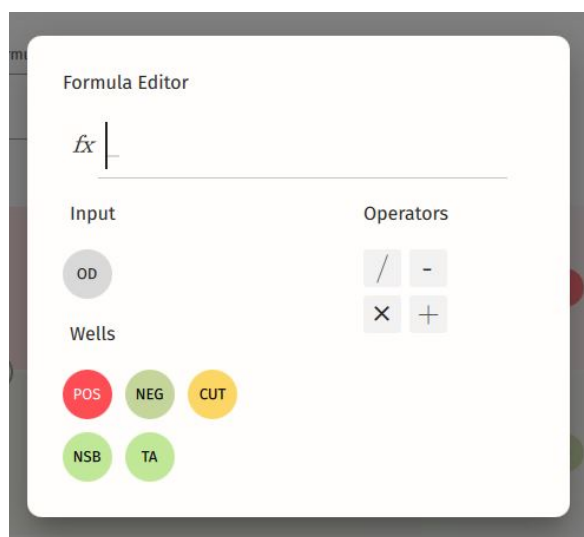 Formula Editor
fx _
Input
Operators
OD
/ -
× +
Wells
POS NEG CUT
NSB TA